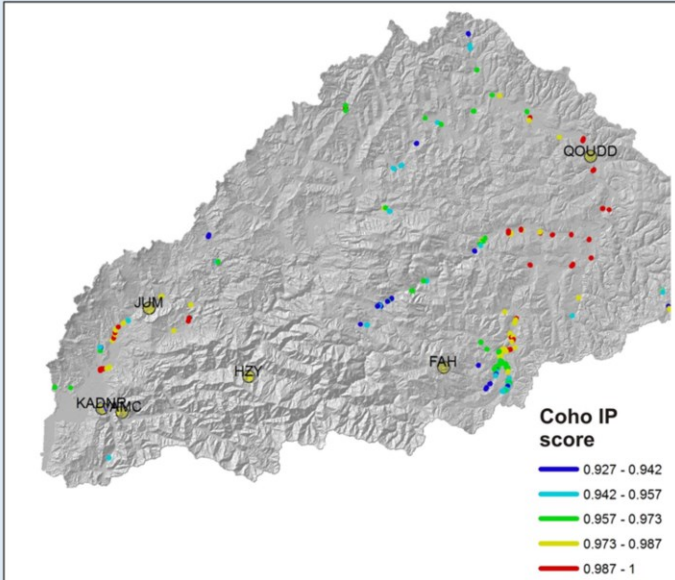 QOUDD
JUM
HZY
FAH
KADNR
AMC
Coho IP
score
0.927 - 0.942
0.942 - 0.957
0.957 - 0.973
0.973 - 0.987
0.987 - 1